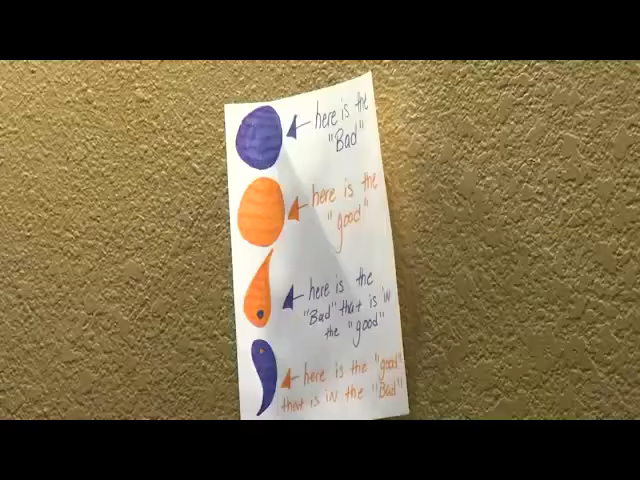 here is the
"Bad"
here is the
"good"
here is the
"Bad" that is in
the "good"
here is the "good"
that is in the "Bad"